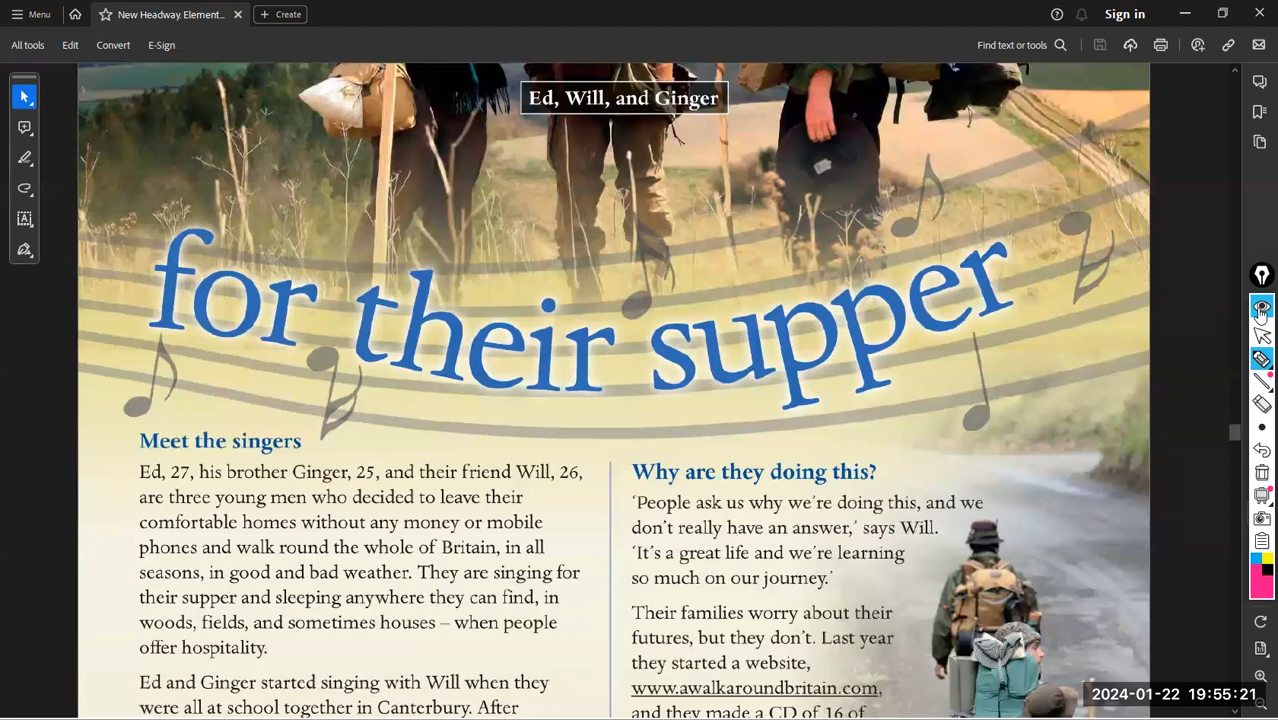 Menu
New Headway. Element...
Create
Sign in
All tools
Edit
Convert
E-Sign
Find text or tools
Ed, Will, and Ginger
for their supper
Meet the singers
Ed, 27, his brother Ginger, 25, and their friend Will, 26,
are three young men who decided to leave their
comfortable homes without any money or mobile
phones and walk round the whole of Britain, in all
seasons, in good and bad weather. They are singing for
their supper and sleeping anywhere they can find, in
woods, fields, and sometimes houses – when people
offer hospitality.
Ed and Ginger started singing with Will when they
were all at school together in Canterbury. After
Why are they doing this?
‘People ask us why we’re doing this, and we
don’t really have an answer,’ says Will.
‘It’s a great life and we’re learning
so much on our journey.’
Their families worry about their
futures, but they don’t. Last year
they started a website,
www.awalkaroundbritain.com,
and they made a CD of 16 of
2024-01-22 19:55:21